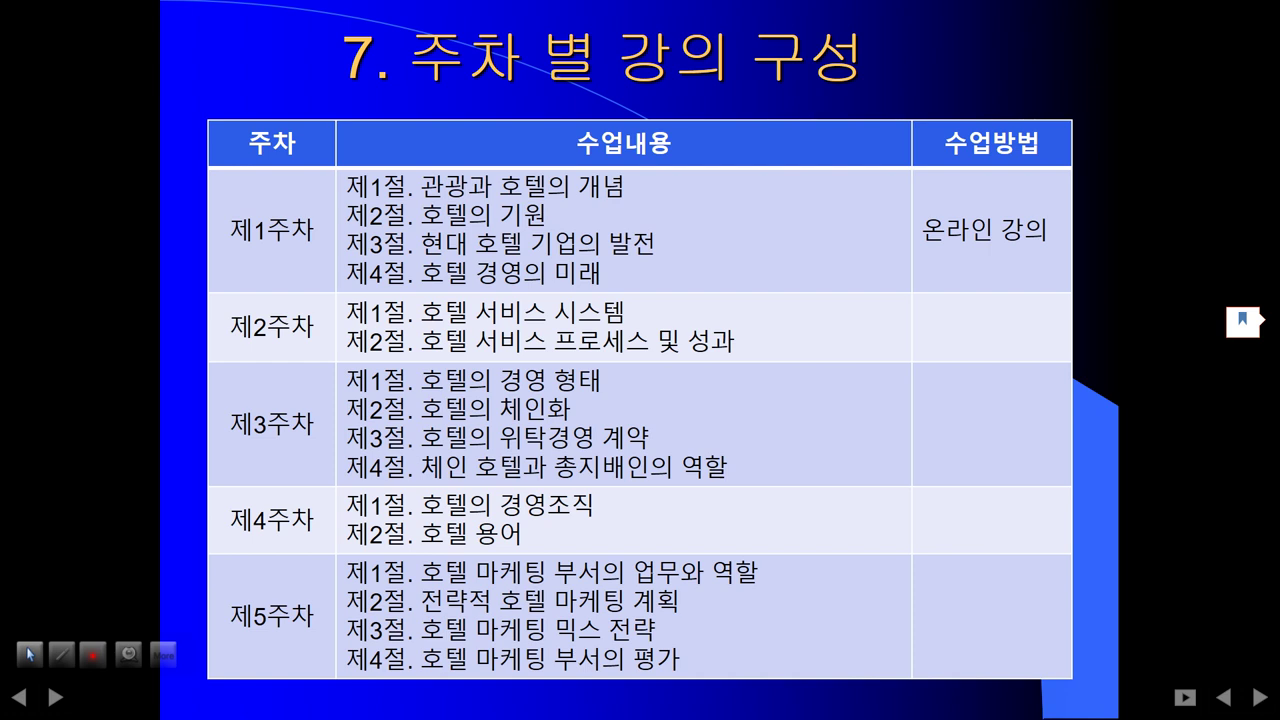 7. 주차 별 강의 구성
주차 수업내용 수업방법
제1주차
제1절. 관광과 호텔의 개념
제2절. 호텔의 기원
제3절. 현대 호텔 기업의 발전
제4절. 호텔 경영의 미래
온라인 강의
제2주차
제1절. 호텔 서비스 시스템
제2절. 호텔 서비스 프로세스 및 성과
제3주차
제1절. 호텔의 경영 형태
제2절. 호텔의 체인화
제3절. 호텔의 위탁경영 계약
제4절. 체인 호텔과 총지배인의 역할
제4주차
제1절. 호텔의 경영조직
제2절. 호텔 용어
제5주차
제1절. 호텔 마케팅 부서의 업무와 역할
제2절. 전략적 호텔 마케팅 계획
제3절. 호텔 마케팅 믹스 전략
제4절. 호텔 마케팅 부서의 평가
More